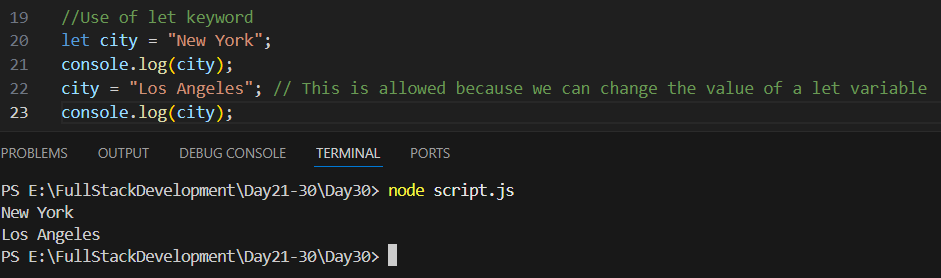 19 //Use of let keyword
20 let city = "New York";
21 console.log(city);
22 city = "Los Angeles"; // This is allowed because we can change the value of a let variable
23 console.log(city);
PROBLEMS OUTPUT DEBUG CONSOLE TERMINAL PORTS
PS E:\FullStackDevelopment\Day21-30\Day30> node script.js
New York
Los Angeles
PS E:\FullStackDevelopment\Day21-30\Day30>